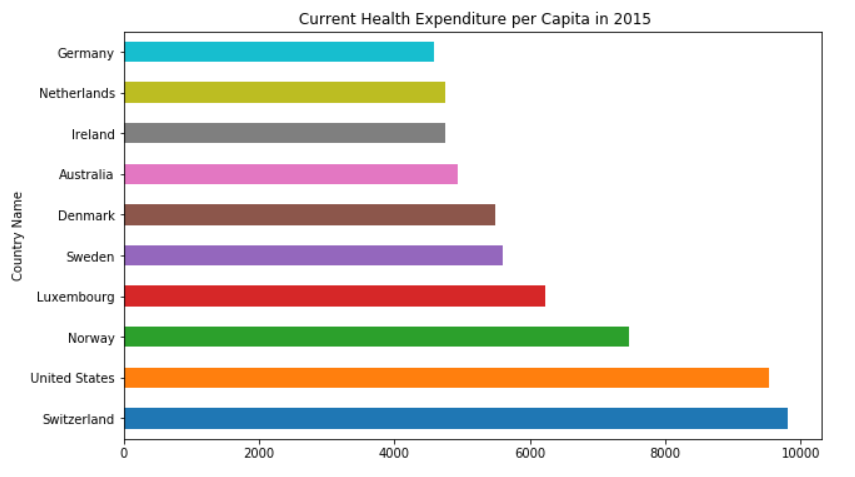 Current Health Expenditure per Capita in 2015
Country Name
Germany
Netherlands
Ireland
Australia
Denmark
Sweden
Luxembourg
Norway
United States
Switzerland
0 2000 4000 6000 8000 10000